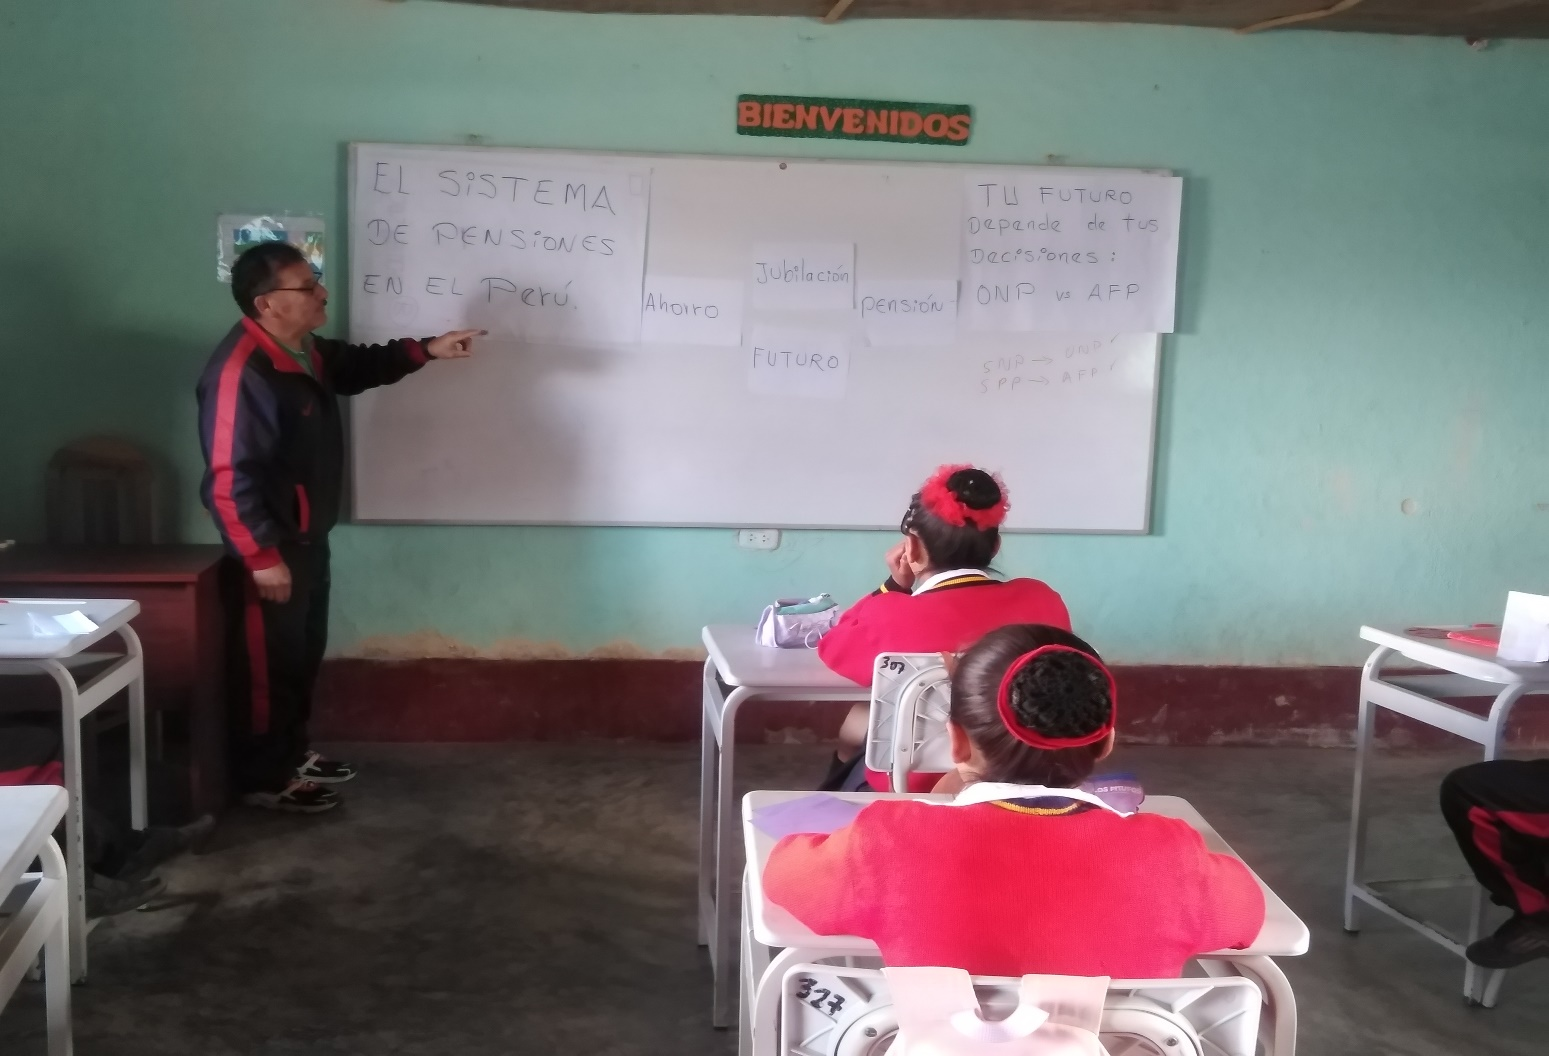 BIENVENIDOS
EL SISTEMA
DE PENSIONES
EN EL Perú.
Ahorro
Jubilación
pensión
FUTURO
TU FUTURO
Depende de tus
Decisiones:
ONP vs AFP
SNP → ONP ✓
SPP → AFP ✓
307
327